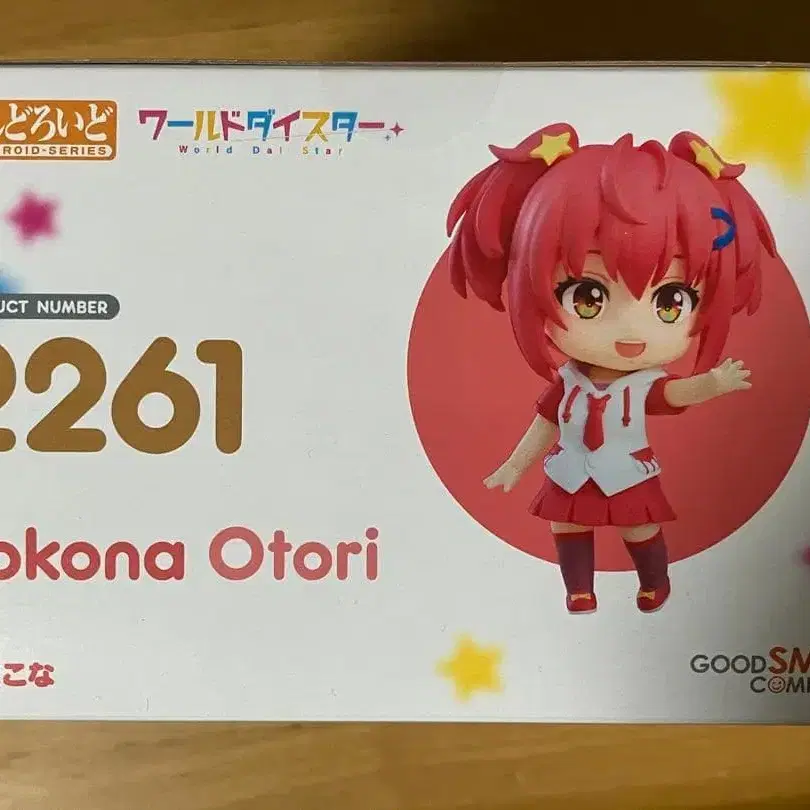 んどろいど
ROID-SERIES
ワールドダイスター
World Dai Star
UCT NUMBER
2261
okona Otori
こな
GOOD SM
COM